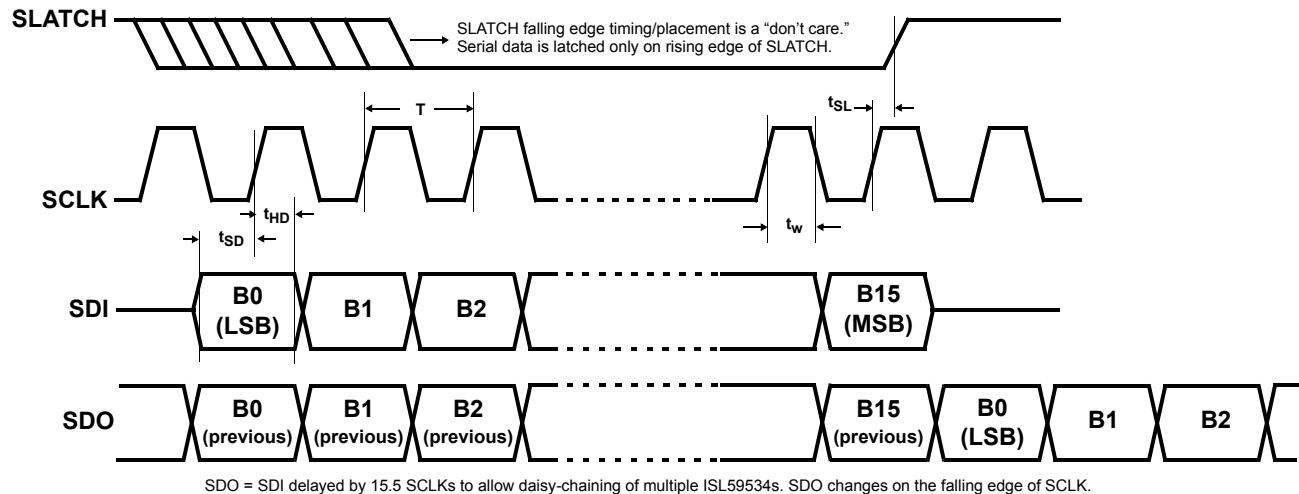 SLATCH
SLATCH falling edge timing/placement is a “don’t care.”
Serial data is latched only on rising edge of SLATCH.
T
tSL
SCLK
tHD
tSD
tw
SDI
B0
(LSB)
B1
B2
B15
(MSB)
SDO
B0
(previous)
B1
(previous)
B2
(previous)
B15
(previous)
B0
(LSB)
B1
B2
SDO = SDI delayed by 15.5 SCLKs to allow daisy-chaining of multiple ISL59534s. SDO changes on the falling edge of SCLK.